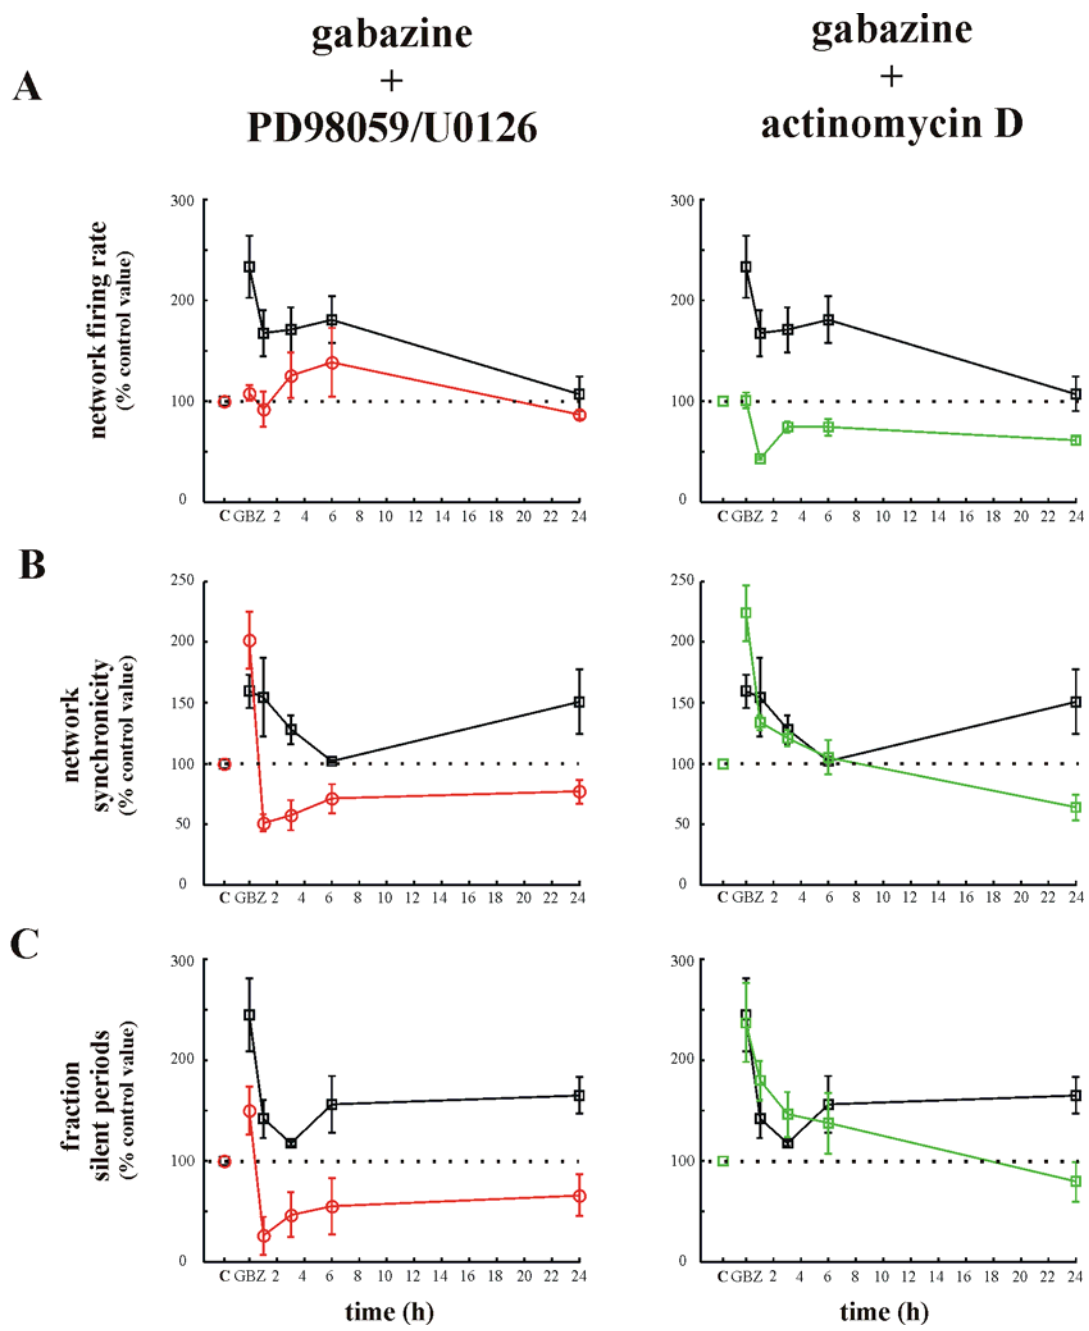 gabazine
+
PD98059/U0126
gabazine
+
actinomycin D
A
network firing rate
(% control value)
300
200
100
0
C GBZ 2 4 6 8 10 12 14 16 18 20 22 24
300
200
100
0
C GBZ 2 4 6 8 10 12 14 16 18 20 22 24
B
network
synchronicity
(% control value)
250
200
150
100
50
0
C GBZ 2 4 6 8 10 12 14 16 18 20 22 24
250
200
150
100
50
0
C GBZ 2 4 6 8 10 12 14 16 18 20 22 24
C
fraction
silent periods
(% control value)
300
200
100
0
C GBZ 2 4 6 8 10 12 14 16 18 20 22 24
time (h)
300
200
100
0
C GBZ 2 4 6 8 10 12 14 16 18 20 22 24
time (h)